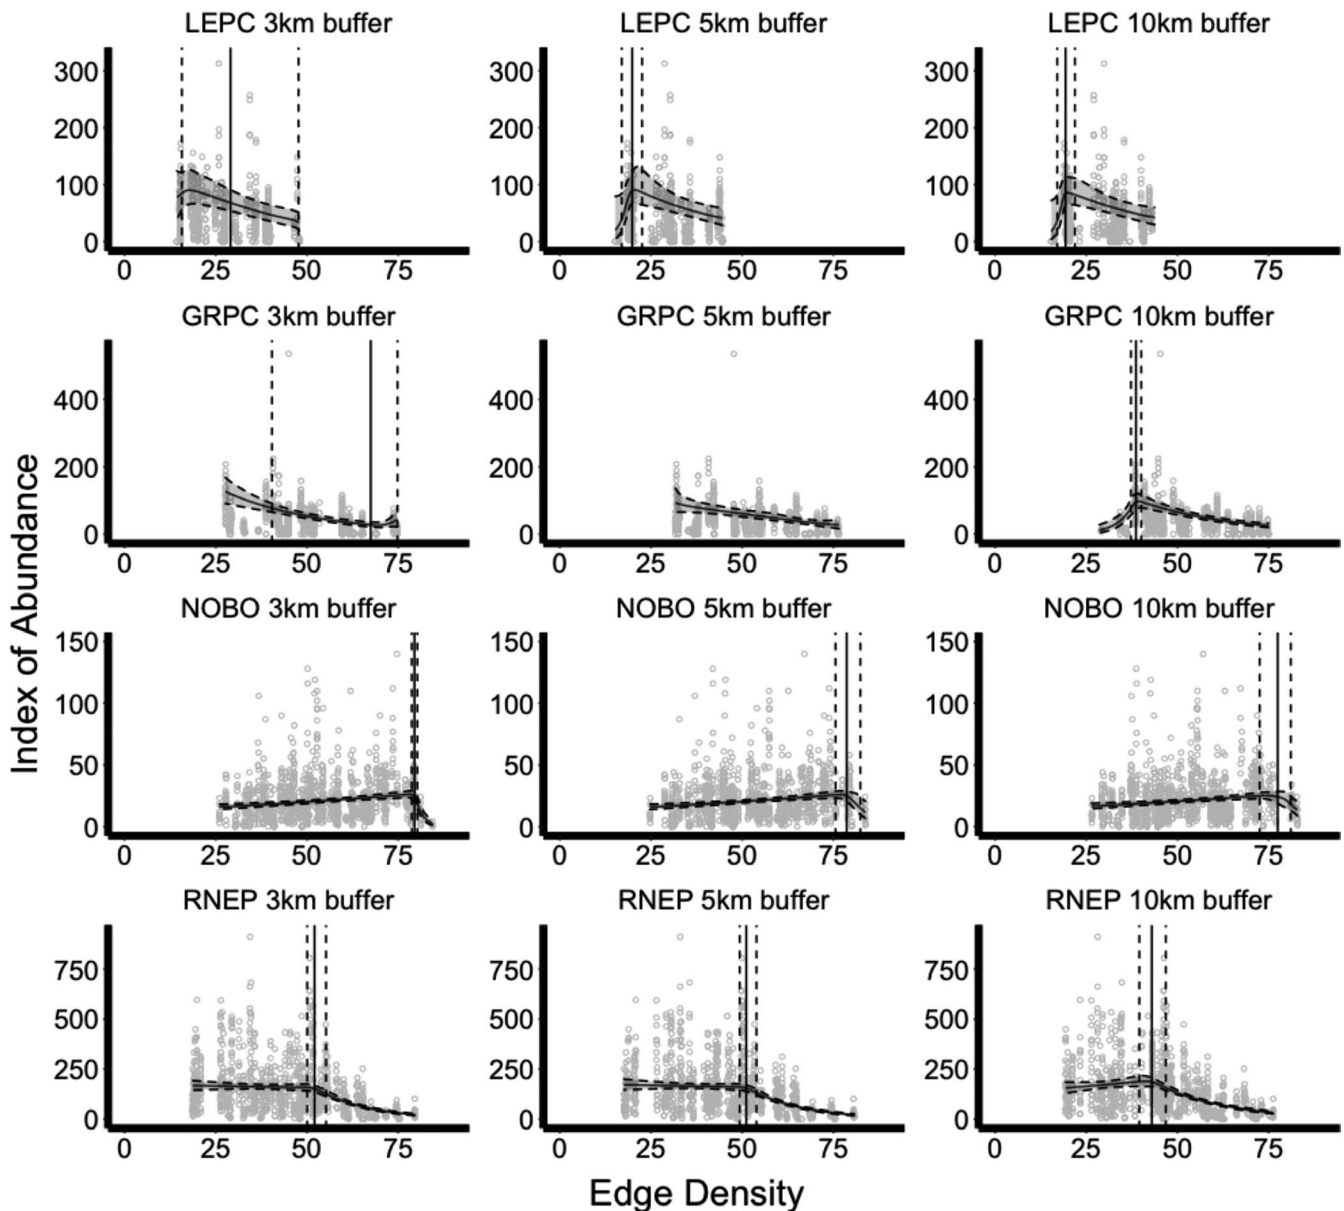 LEPC 3km buffer
LEPC 5km buffer
LEPC 10km buffer
300
200
100
0
0 25 50 75
300
200
100
0
0 25 50 75
300
200
100
0
0 25 50 75
GRPC 3km buffer
GRPC 5km buffer
GRPC 10km buffer
400
200
0
0 25 50 75
400
200
0
0 25 50 75
400
200
0
0 25 50 75
NOBO 3km buffer
NOBO 5km buffer
NOBO 10km buffer
150
100
50
0
0 25 50 75
150
100
50
0
0 25 50 75
150
100
50
0
0 25 50 75
RNEP 3km buffer
RNEP 5km buffer
RNEP 10km buffer
750
500
250
0
0 25 50 75
750
500
250
0
0 25 50 75
750
500
250
0
0 25 50 75
Index of Abundance
Edge Density